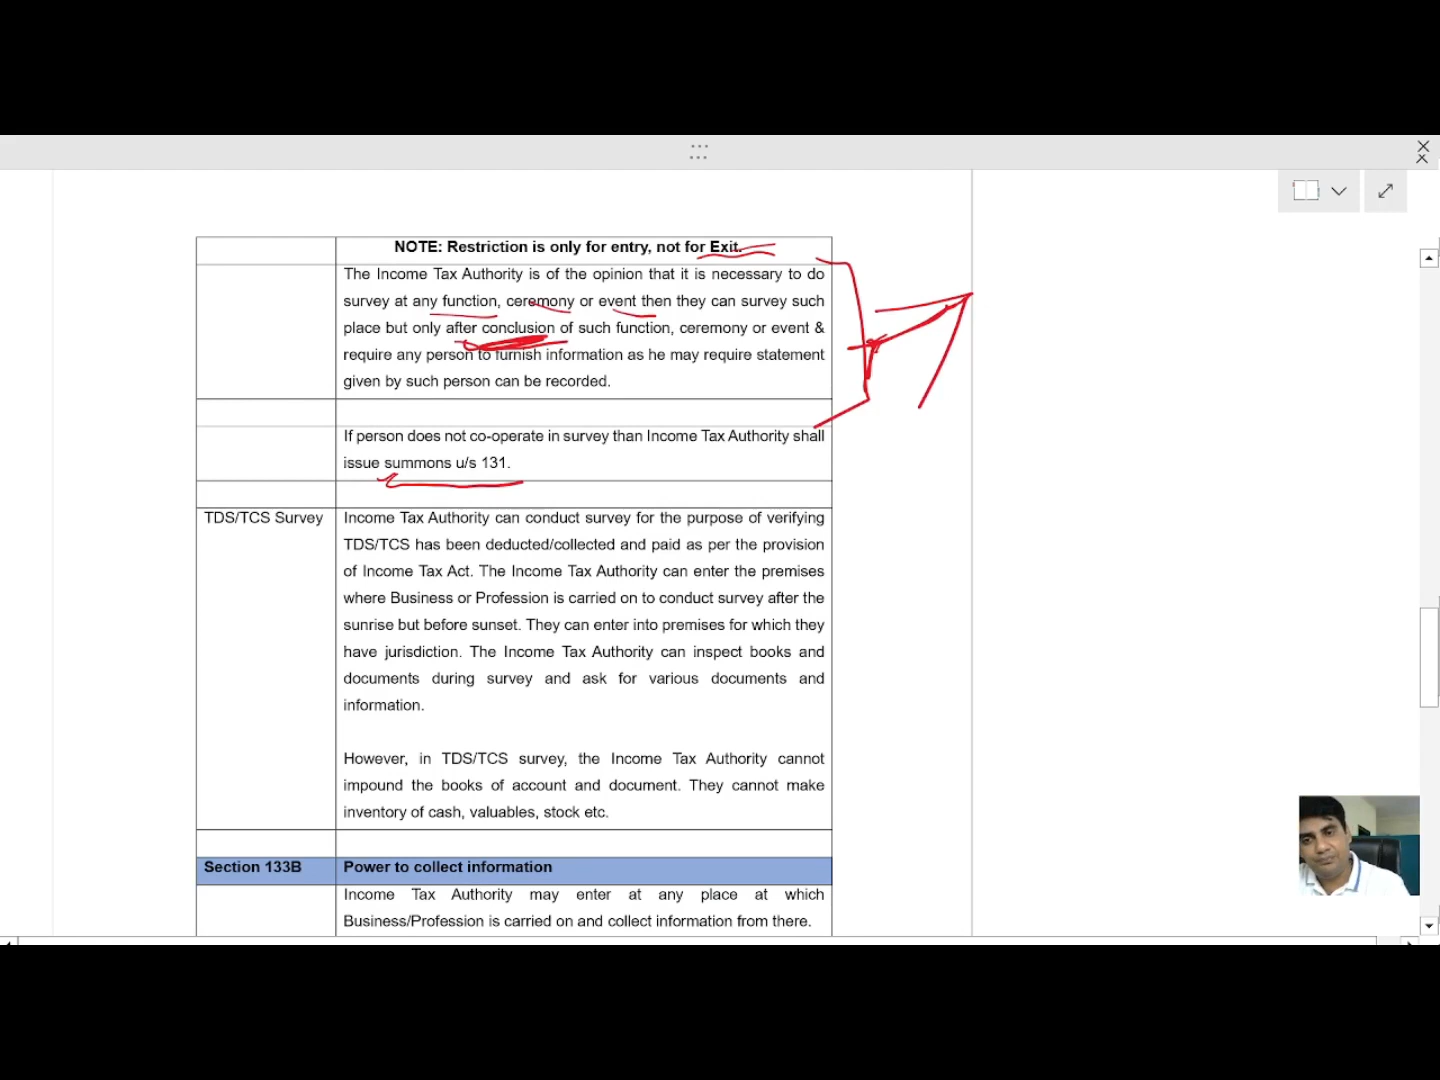 NOTE: Restriction is only for entry, not for Exit.
The Income Tax Authority is of the opinion that it is necessary to do
survey at any function, ceremony or event then they can survey such
place but only after conclusion of such function, ceremony or event &
require any person to furnish information as he may require statement
given by such person can be recorded.
If person does not co-operate in survey than Income Tax Authority shall
issue summons u/s 131.
TDS/TCS Survey
Income Tax Authority can conduct survey for the purpose of verifying
TDS/TCS has been deducted/collected and paid as per the provision
of Income Tax Act. The Income Tax Authority can enter the premises
where Business or Profession is carried on to conduct survey after the
sunrise but before sunset. They can enter into premises for which they
have jurisdiction. The Income Tax Authority can inspect books and
documents during survey and ask for various documents and
information.
However, in TDS/TCS survey, the Income Tax Authority cannot
impound the books of account and document. They cannot make
inventory of cash, valuables, stock etc.
Section 133B
Power to collect information
Income Tax Authority may enter at any place at which
Business/Profession is carried on and collect information from there.